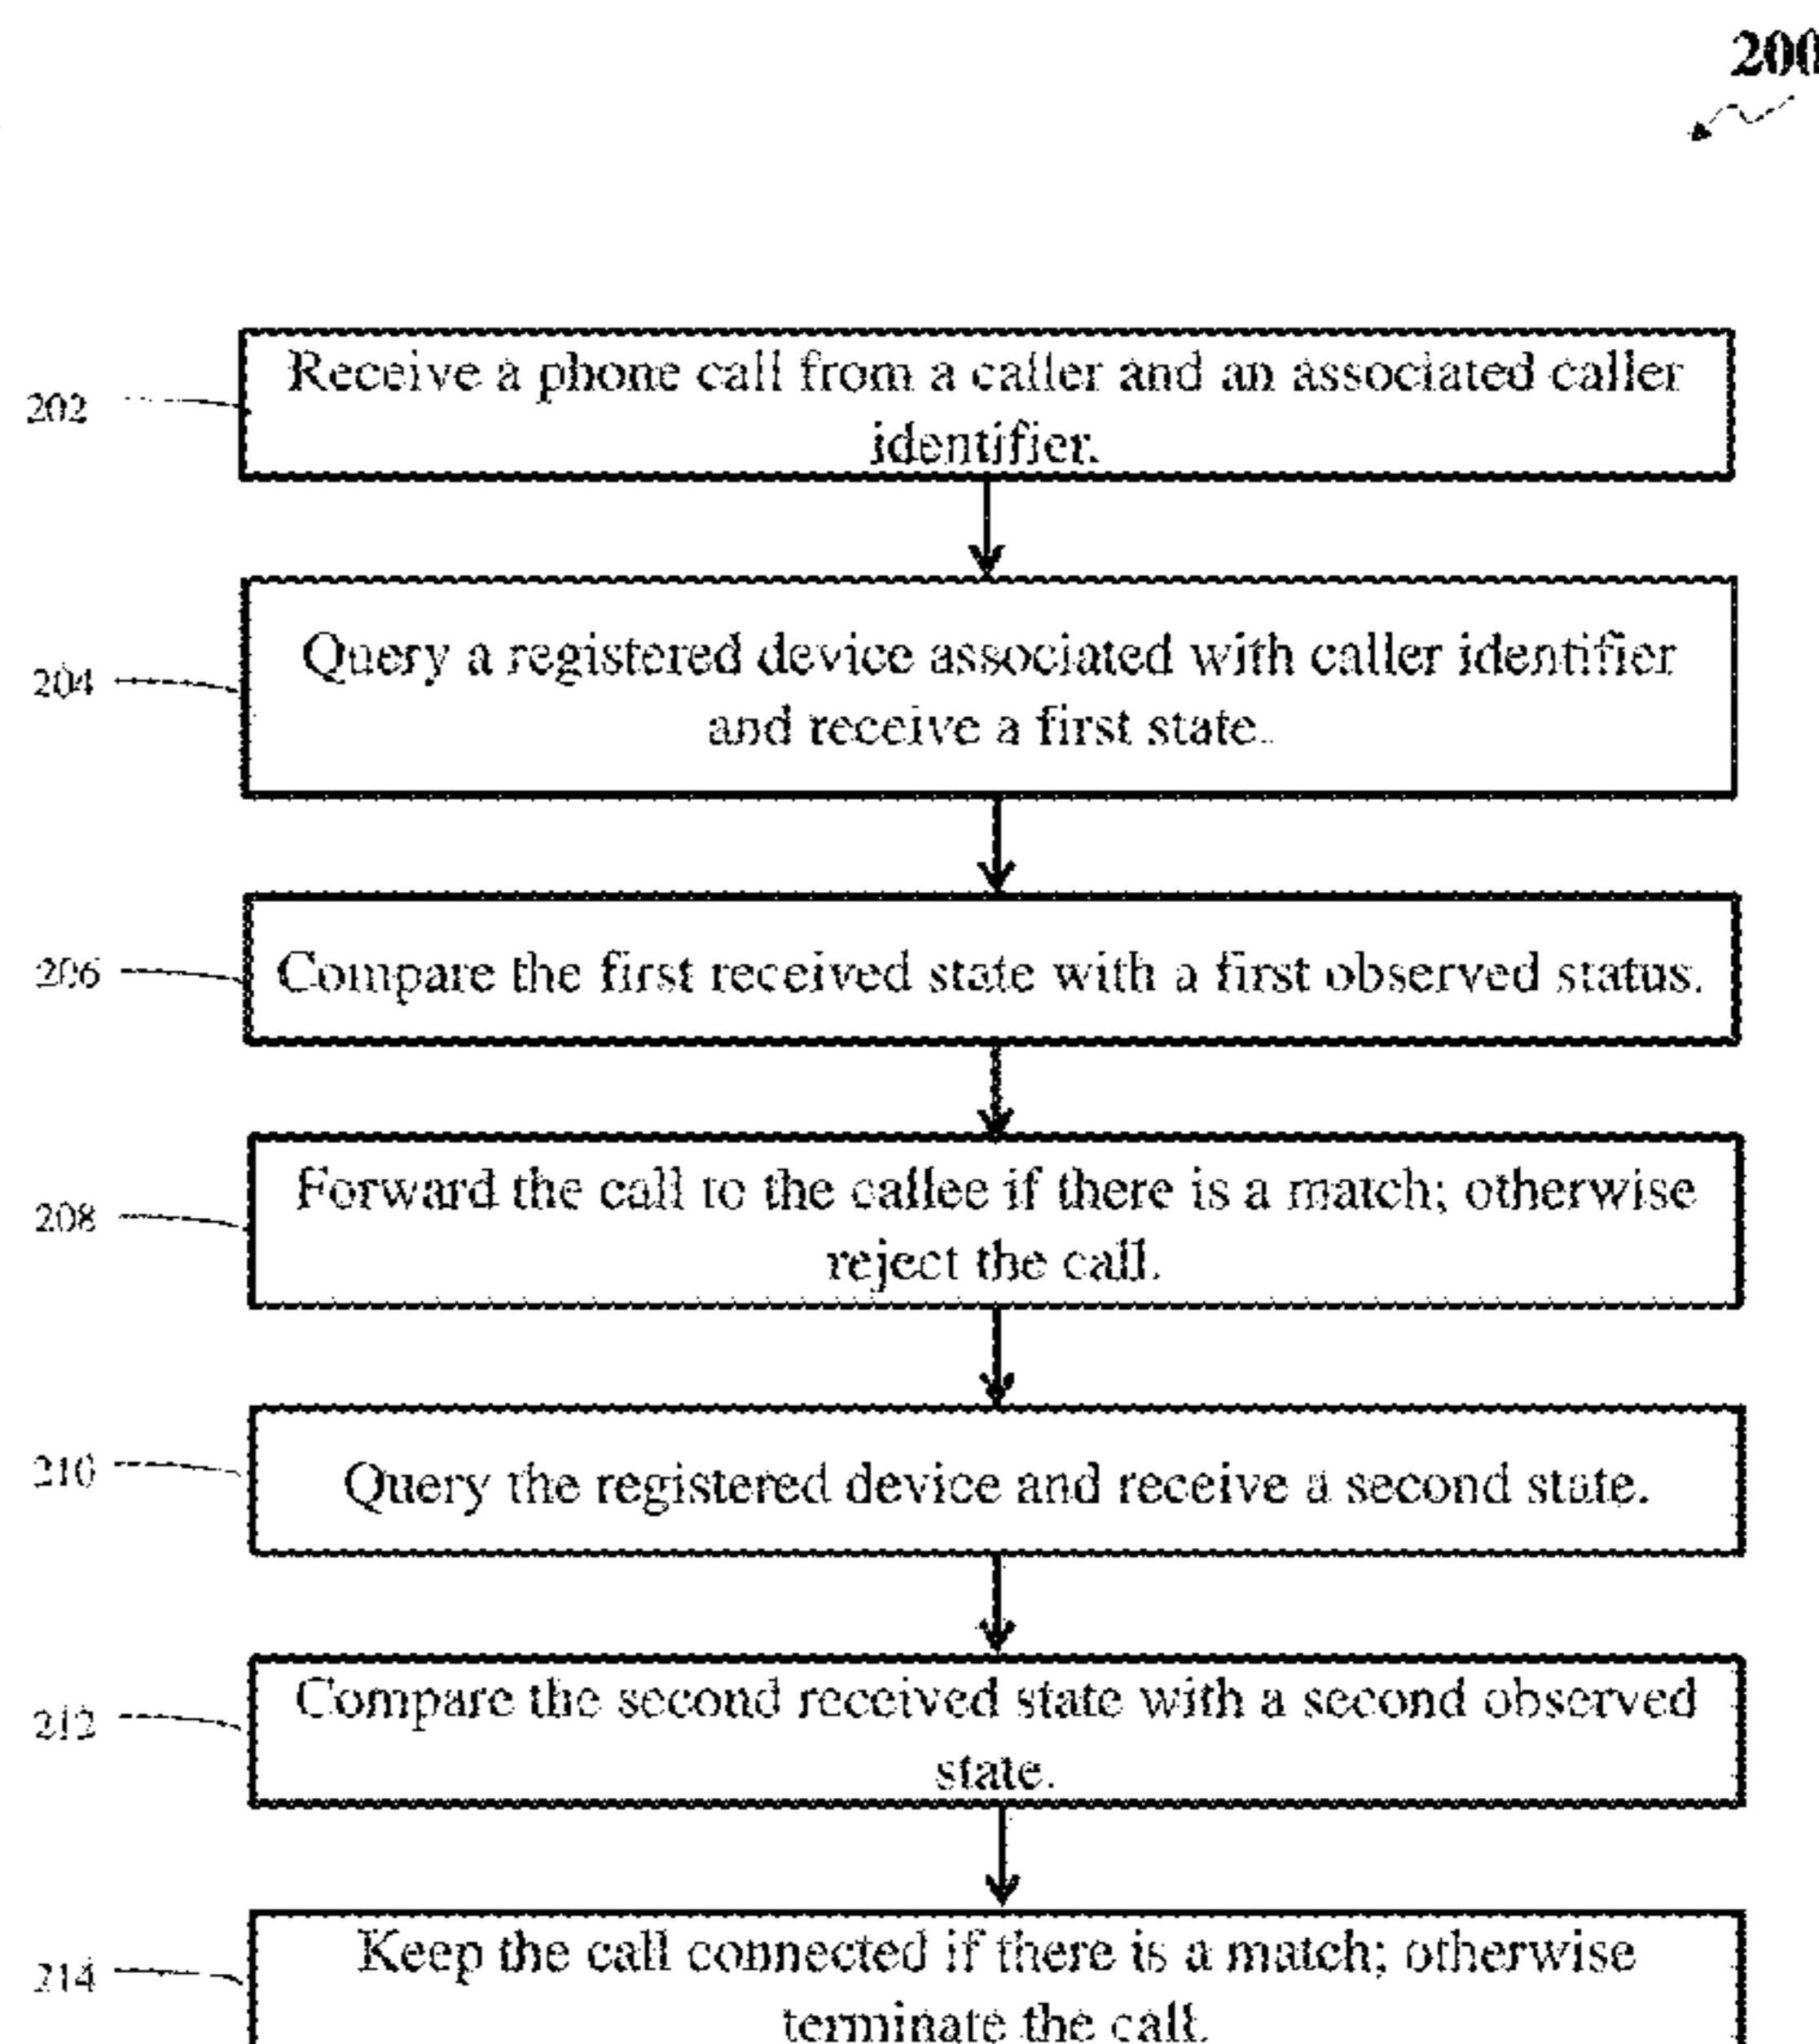 200
202
Receive a phone call from a caller and an associated caller
identifier.
204
Query a registered device associated with caller identifier
and receive a first state.
206
Compare the first received state with a first observed status.
208
Forward the call to the callee if there is a match; otherwise
reject the call.
210
Query the registered device and receive a second state.
212
Compare the second received state with a second observed
state.
214
Keep the call connected if there is a match; otherwise
terminate the call.